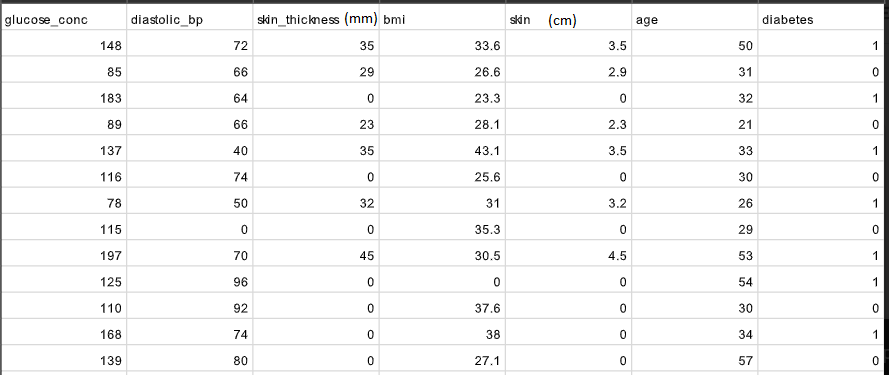 glucose_conc diastolic_bp skin_thickness (mm) bmi skin (cm) age diabetes
148 72 35 33.6 3.5 50 1
85 66 29 26.6 2.9 31 0
183 64 0 23.3 0 32 1
89 66 23 28.1 2.3 21 0
137 40 35 43.1 3.5 33 1
116 74 0 25.6 0 30 0
78 50 32 31 3.2 26 1
115 0 0 35.3 0 29 0
197 70 45 30.5 4.5 53 1
125 96 0 0 0 54 1
110 92 0 37.6 0 30 0
168 74 0 38 0 34 1
139 80 0 27.1 0 57 0